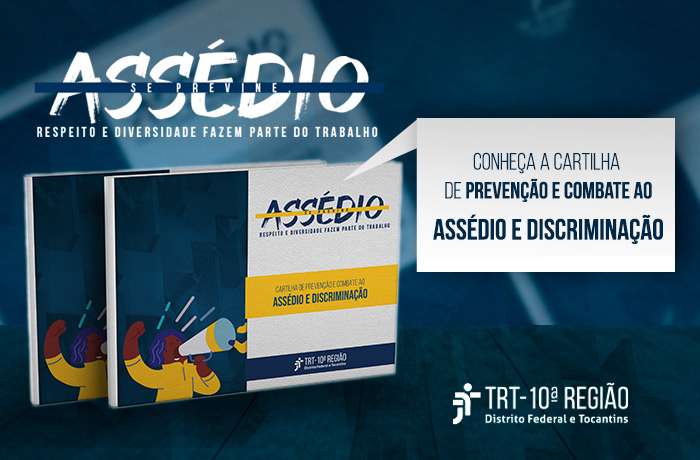 ASSÉDIO
SE PREVINE.
RESPEITO E DIVERSIDADE FAZEM PARTE DO TRABALHO
CONHEÇA A CARTILHA
DE PREVENÇÃO E COMBATE AO
ASSÉDIO E DISCRIMINAÇÃO
ASSÉDIO
SE PREVINE.
RESPEITO E DIVERSIDADE FAZEM PARTE DO TRABALHO
CARTILHA DE PREVENÇÃO E COMBATE AO
ASSÉDIO E DISCRIMINAÇÃO
TRT-10ª REGIÃO
Distrito Federal e Tocantins
TRT-10ª REGIÃO
Distrito Federal e Tocantins